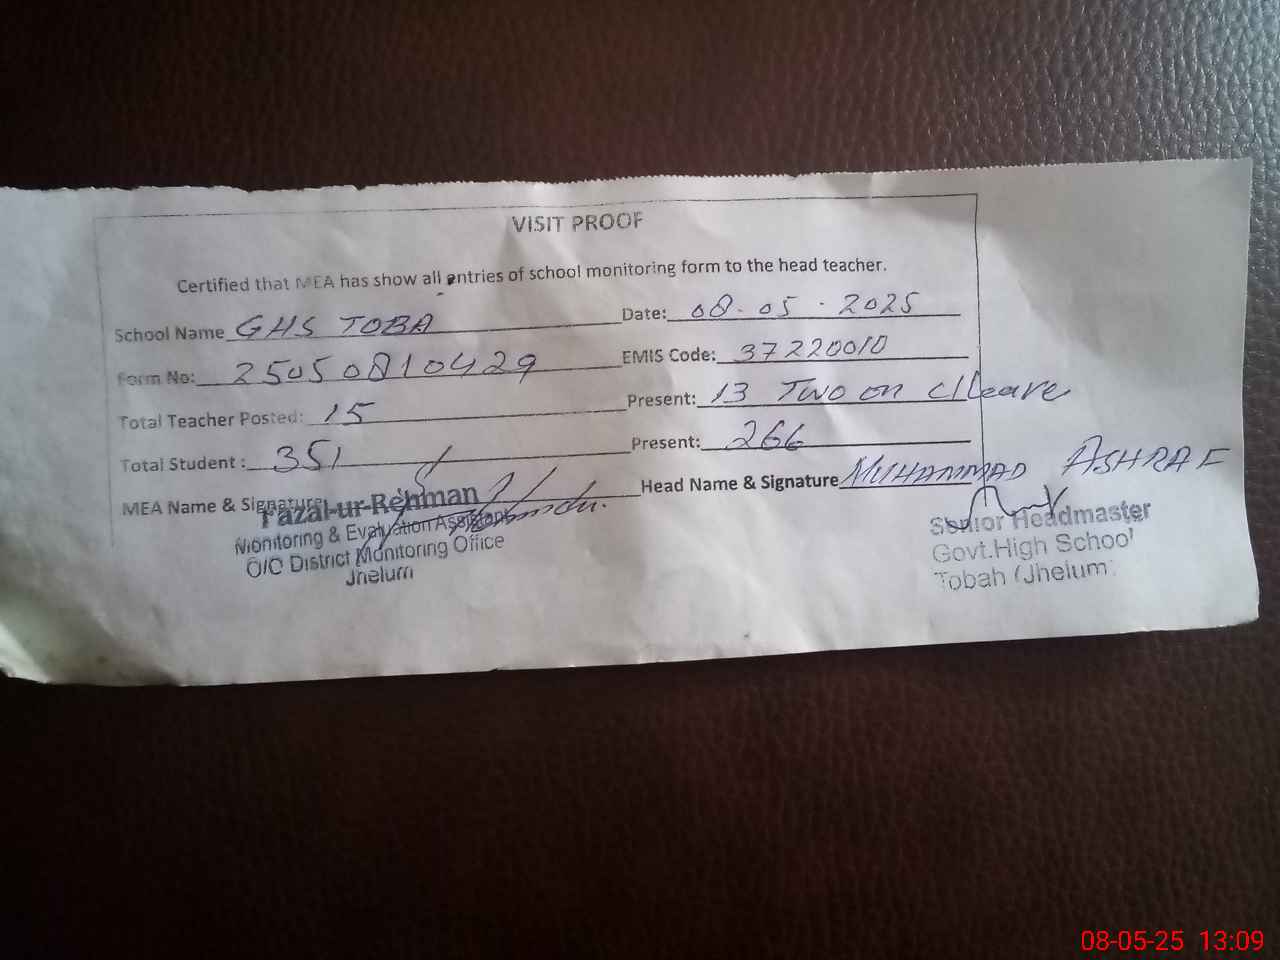 VISIT PROOF
Certified that MEA has show all entries of school monitoring form to the head teacher.
School Name GHS TOBA Date: 08-05-2025
Form No: 25050810429 EMIS Code: 37220010
Total Teacher Posted: 15 Present: 13 Two on c/Leave
Total Student : 351 Present: 266
MEA Name & Signature Head Name & Signature MUHAMMAD ASHRAF
Fazal-ur-Rehman
Monitoring & Evaluation Assistant
O/O District Monitoring Office
Jhelum
Senior Headmaster
Govt.High School
Tobah (Jhelum)
08-05-25 13:09